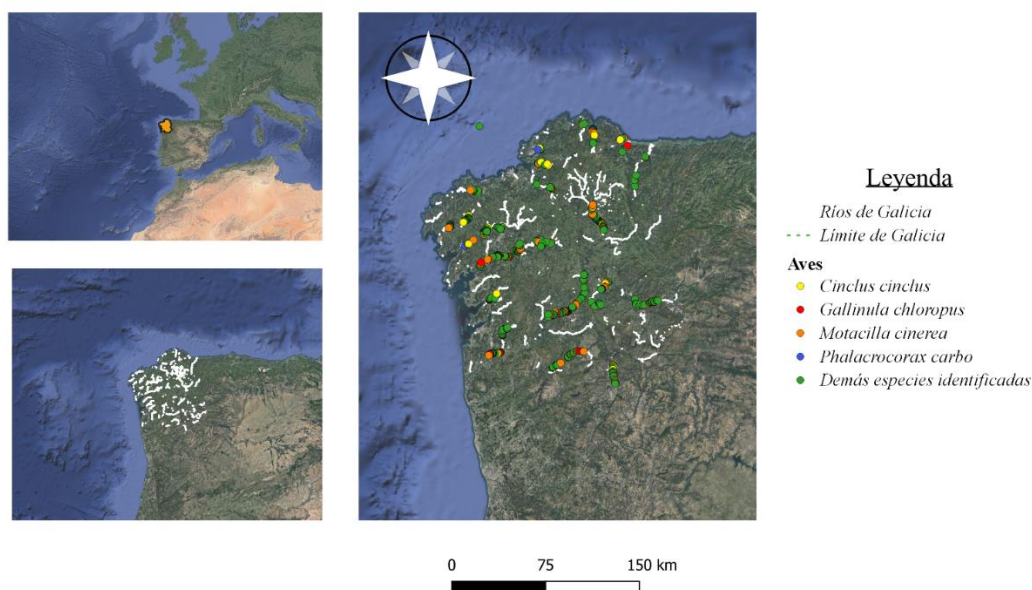 Leyenda
Ríos de Galicia
Límite de Galicia
Aves
Cinclus cinclus
Gallinula chloropus
Motacilla cinerea
Phalacrocorax carbo
Demás especies identificadas
0 75 150 km